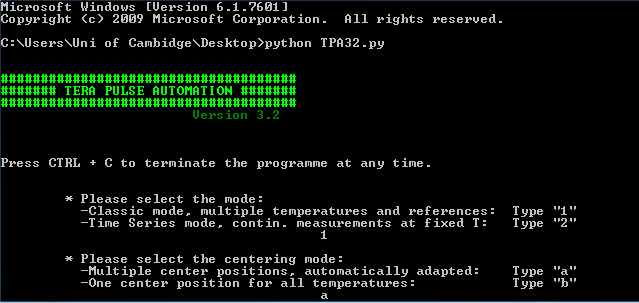 Microsoft Windows [Version 6.1.7601]
Copyright (c) 2009 Microsoft Corporation.  All rights reserved.
C:\Users\Uni of Cambidge\Desktop>python TPA32.py
#####################################
####### TERA PULSE AUTOMATION #######
#####################################
Version 3.2
Press CTRL + C to terminate the programme at any time.
* Please select the mode:
-Classic mode, multiple temperatures and references:  Type "1"
-Time Series mode, contin. measurements at fixed T:   Type "2"
1
* Please select the centering mode:
-Multiple center positions, automatically adapted:    Type "a"
-One center position for all temperatures:            Type "b"
a